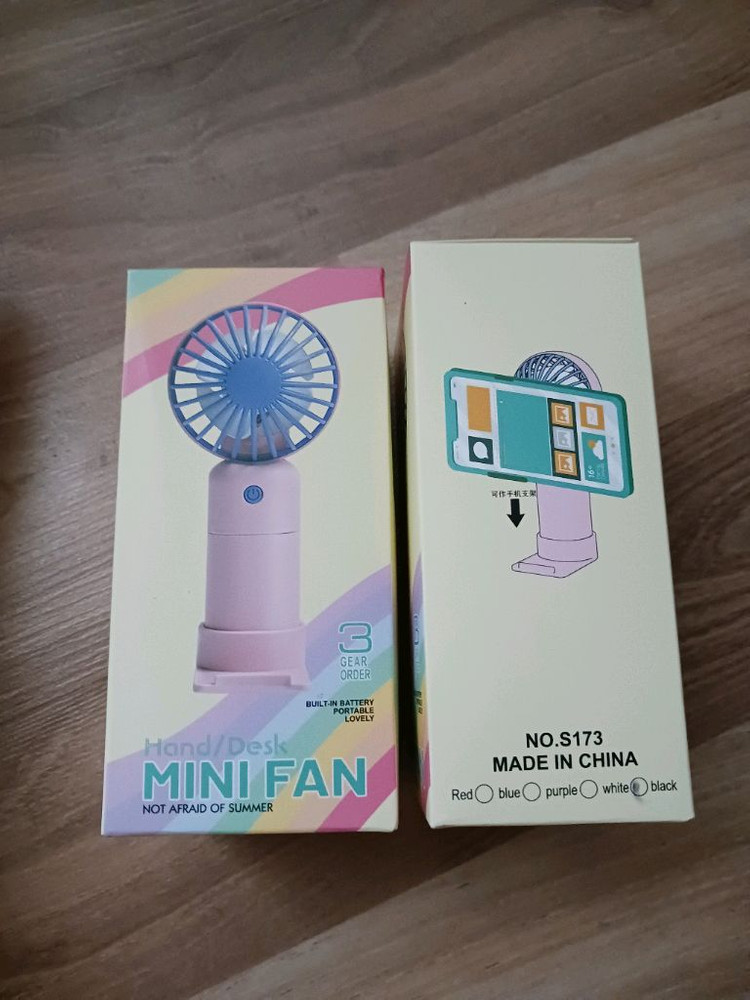 3
GEAR
ORDER
BUILT-IN BATTERY
PORTABLE
LOVELY
Hand/Desk
MINI FAN
NOT AFRAID OF SUMMER
可作手机支架
NO.S173
MADE IN CHINA
Red blue purple white black